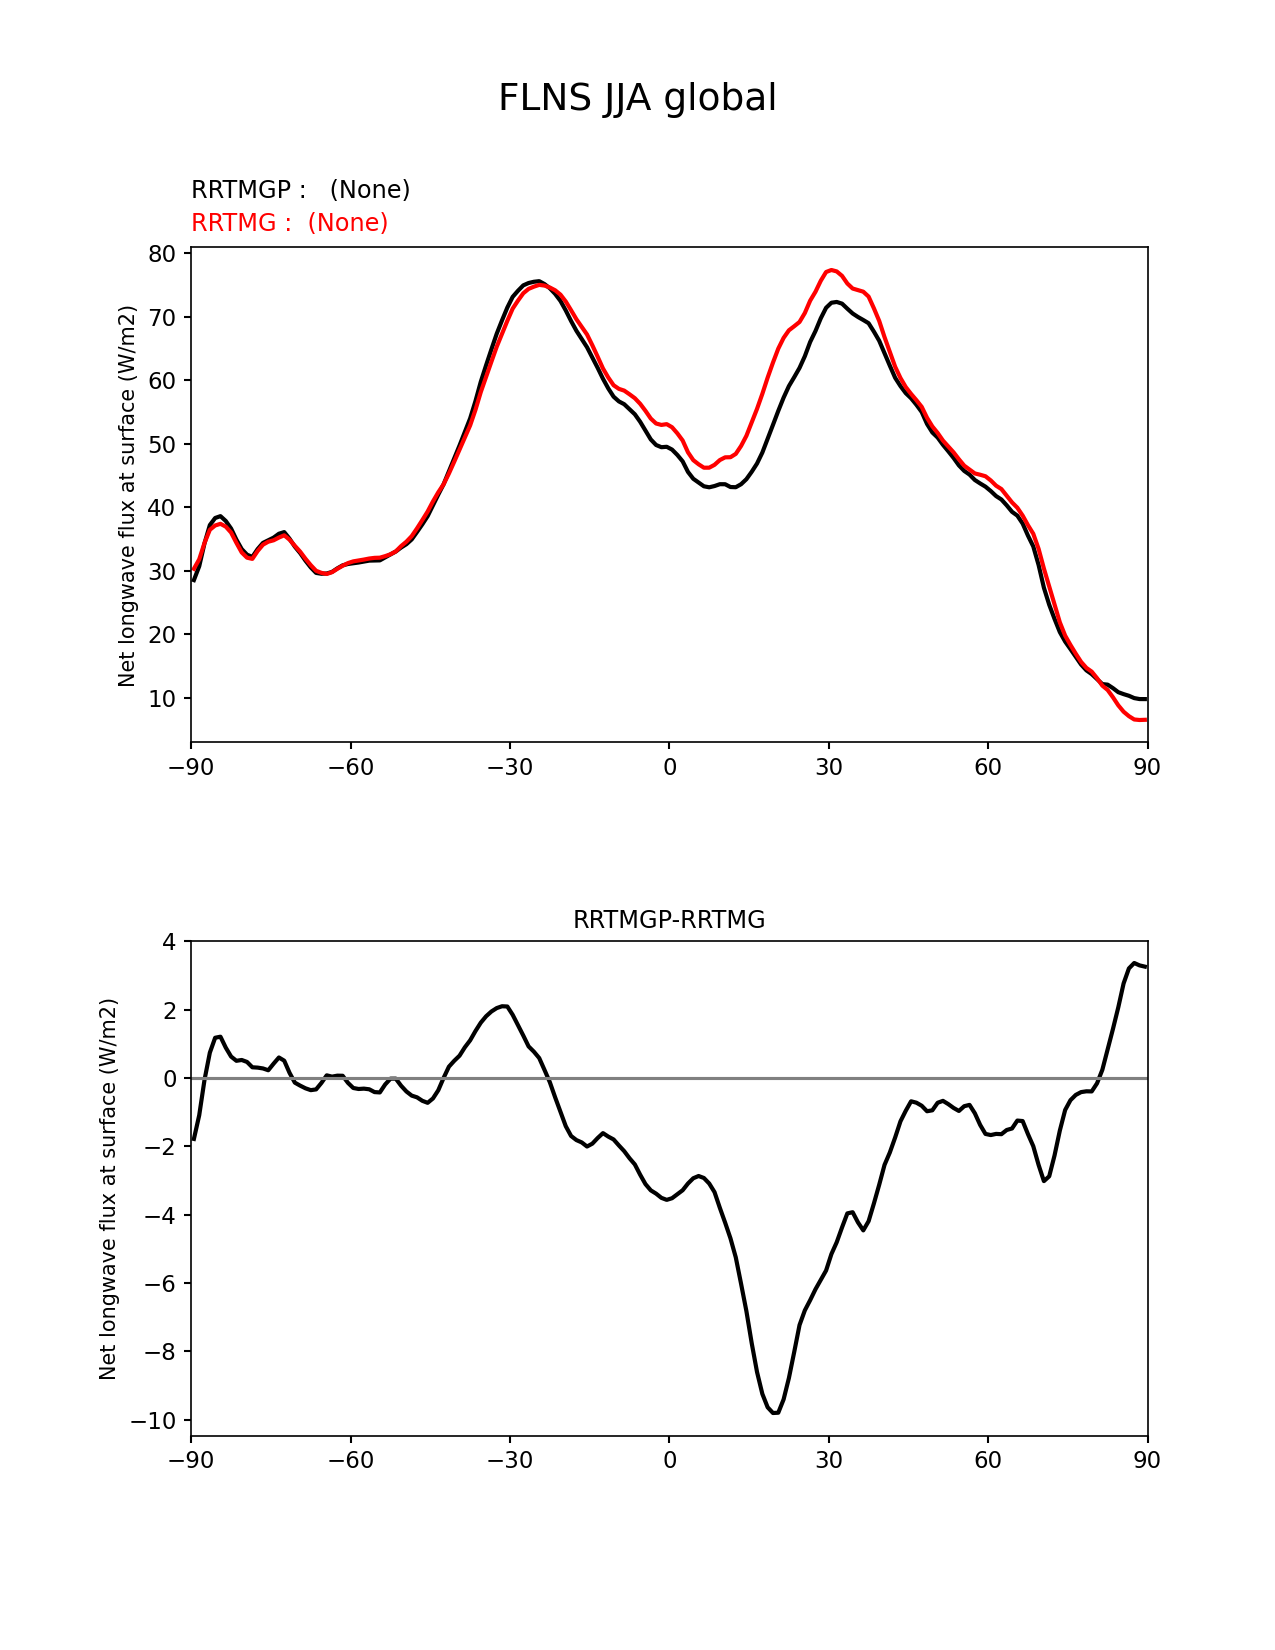 FLNS JJA global
RRTMGP :   (None)
RRTMG :  (None)
80
70
60
50
40
30
20
10
Net longwave flux at surface (W/m2)
−90 −60 −30 0 30 60 90
RRTMGP-RRTMG
4
2
0
−2
−4
−6
−8
−10
Net longwave flux at surface (W/m2)
−90 −60 −30 0 30 60 90